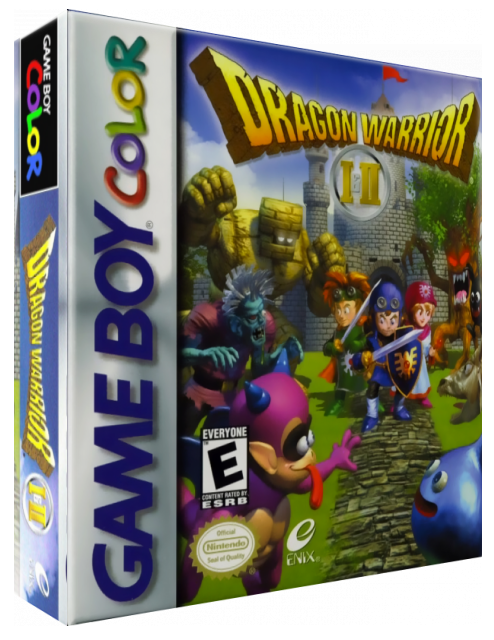 GAME BOY
COLOR
DRAGON WARRIOR
I&II
ENIX
GAME BOY COLOR
®
DRAGON WARRIOR
I&II
EVERYONE
E
CONTENT RATED BY
ESRB
Official
Nintendo
Seal of Quality
e
ENIX®